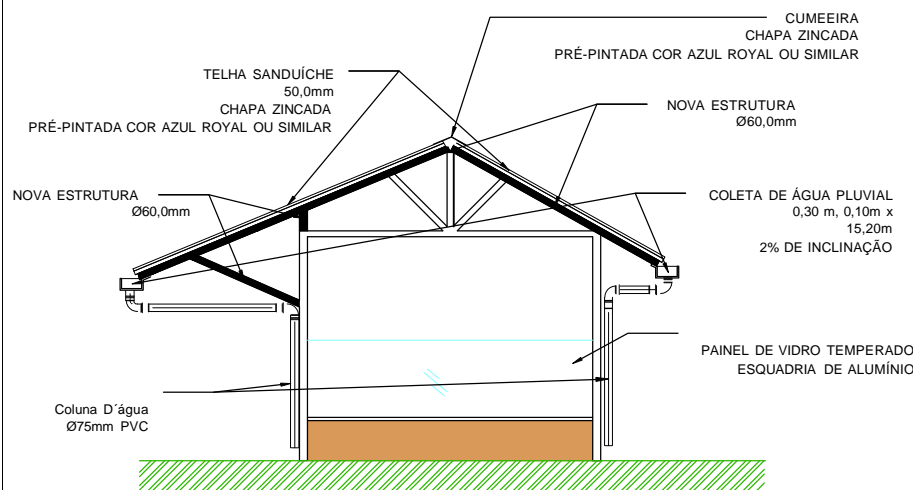 CUMEEIRA
CHAPA ZINCADA
PRÉ-PINTADA COR AZUL ROYAL OU SIMILAR
TELHA SANDUÍCHE
50,0mm
CHAPA ZINCADA
PRÉ-PINTADA COR AZUL ROYAL OU SIMILAR
NOVA ESTRUTURA
Ø60,0mm
NOVA ESTRUTURA
Ø60,0mm
COLETA DE ÁGUA PLUVIAL
0,30 m, 0,10m x
15,20m
2% DE INCLINAÇÃO
PAINEL DE VIDRO TEMPERADO
ESQUADRIA DE ALUMÍNIO
Coluna D´água
Ø75mm PVC